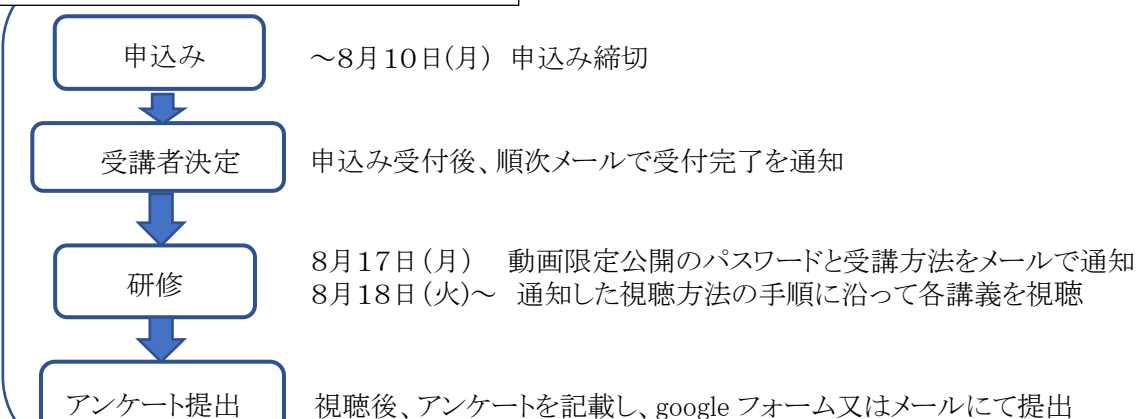 申込み
～8月10日(月) 申込み締切
受講者決定
申込み受付後、順次メールで受付完了を通知
研修
8月17日(月)　動画限定公開のパスワードと受講方法をメールで通知
8月18日(火)～ 通知した視聴方法の手順に沿って各講義を視聴
アンケート提出
視聴後、アンケートを記載し、google フォーム又はメールにて提出